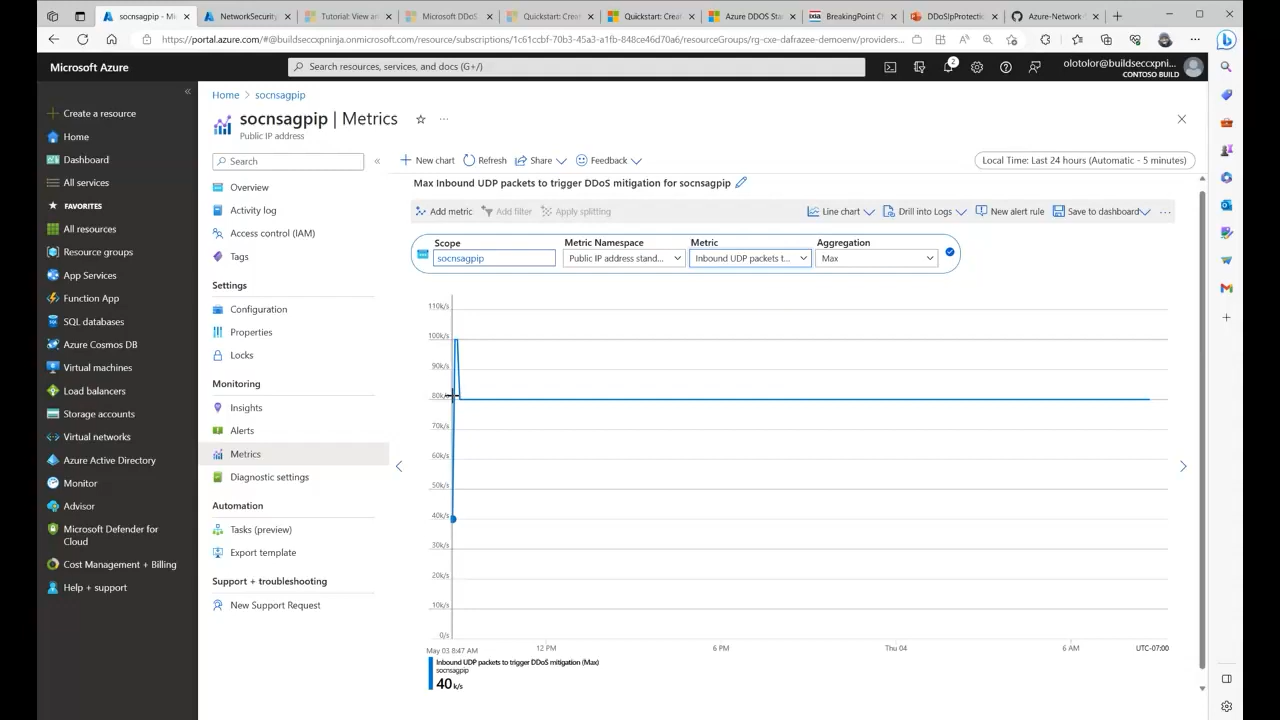 socnsagpip - Mi
NetworkSecurity
Tutorial: View an
Microsoft DDoS
Quickstart: Crea
Quickstart: Crea
Azure DDOS Sta
BreakingPoint Cl
DDoSIpProtectio
Azure-Network-
https://portal.azure.com/#@buildseccxpninja.onmicrosoft.com/resource/subscriptions/1c61ccbf-70b3-45a3-a1fb-848ce46d70a6/resourceGroups/rg-cxe-dafrazee-demoenv/providers...
Microsoft Azure
Search resources, services, and docs (G+/)
2
olotolor@buildseccxpni...
CONTOSO BUILD
Create a resource
Home
Dashboard
All services
FAVORITES
All resources
Resource groups
App Services
Function App
SQL databases
Azure Cosmos DB
Virtual machines
Load balancers
Storage accounts
Virtual networks
Azure Active Directory
Monitor
Advisor
Microsoft Defender for
Cloud
Cost Management + Billing
Help + support
Home > socnsagpip
socnsagpip | Metrics
Public IP address
Search
Overview
Activity log
Access control (IAM)
Tags
Settings
Configuration
Properties
Locks
Monitoring
Insights
Alerts
Metrics
Diagnostic settings
Automation
Tasks (preview)
Export template
Support + troubleshooting
New Support Request
New chart
Refresh
Share
Feedback
Local Time: Last 24 hours (Automatic - 5 minutes)
Max Inbound UDP packets to trigger DDoS mitigation for socnsagpip
Add metric
Add filter
Apply splitting
Line chart
Drill into Logs
New alert rule
Save to dashboard
Scope
socnsagpip
Metric Namespace
Public IP address stand...
Metric
Inbound UDP packets t...
Aggregation
Max
110k/s
100k/s
90k/s
80k/s
70k/s
60k/s
50k/s
40k/s
30k/s
20k/s
10k/s
0/s
May 03 8:47 AM
12 PM
6 PM
Thu 04
6 AM
UTC-07:00
Inbound UDP packets to trigger DDoS mitigation (Max)
socnsagpip
40 k/s